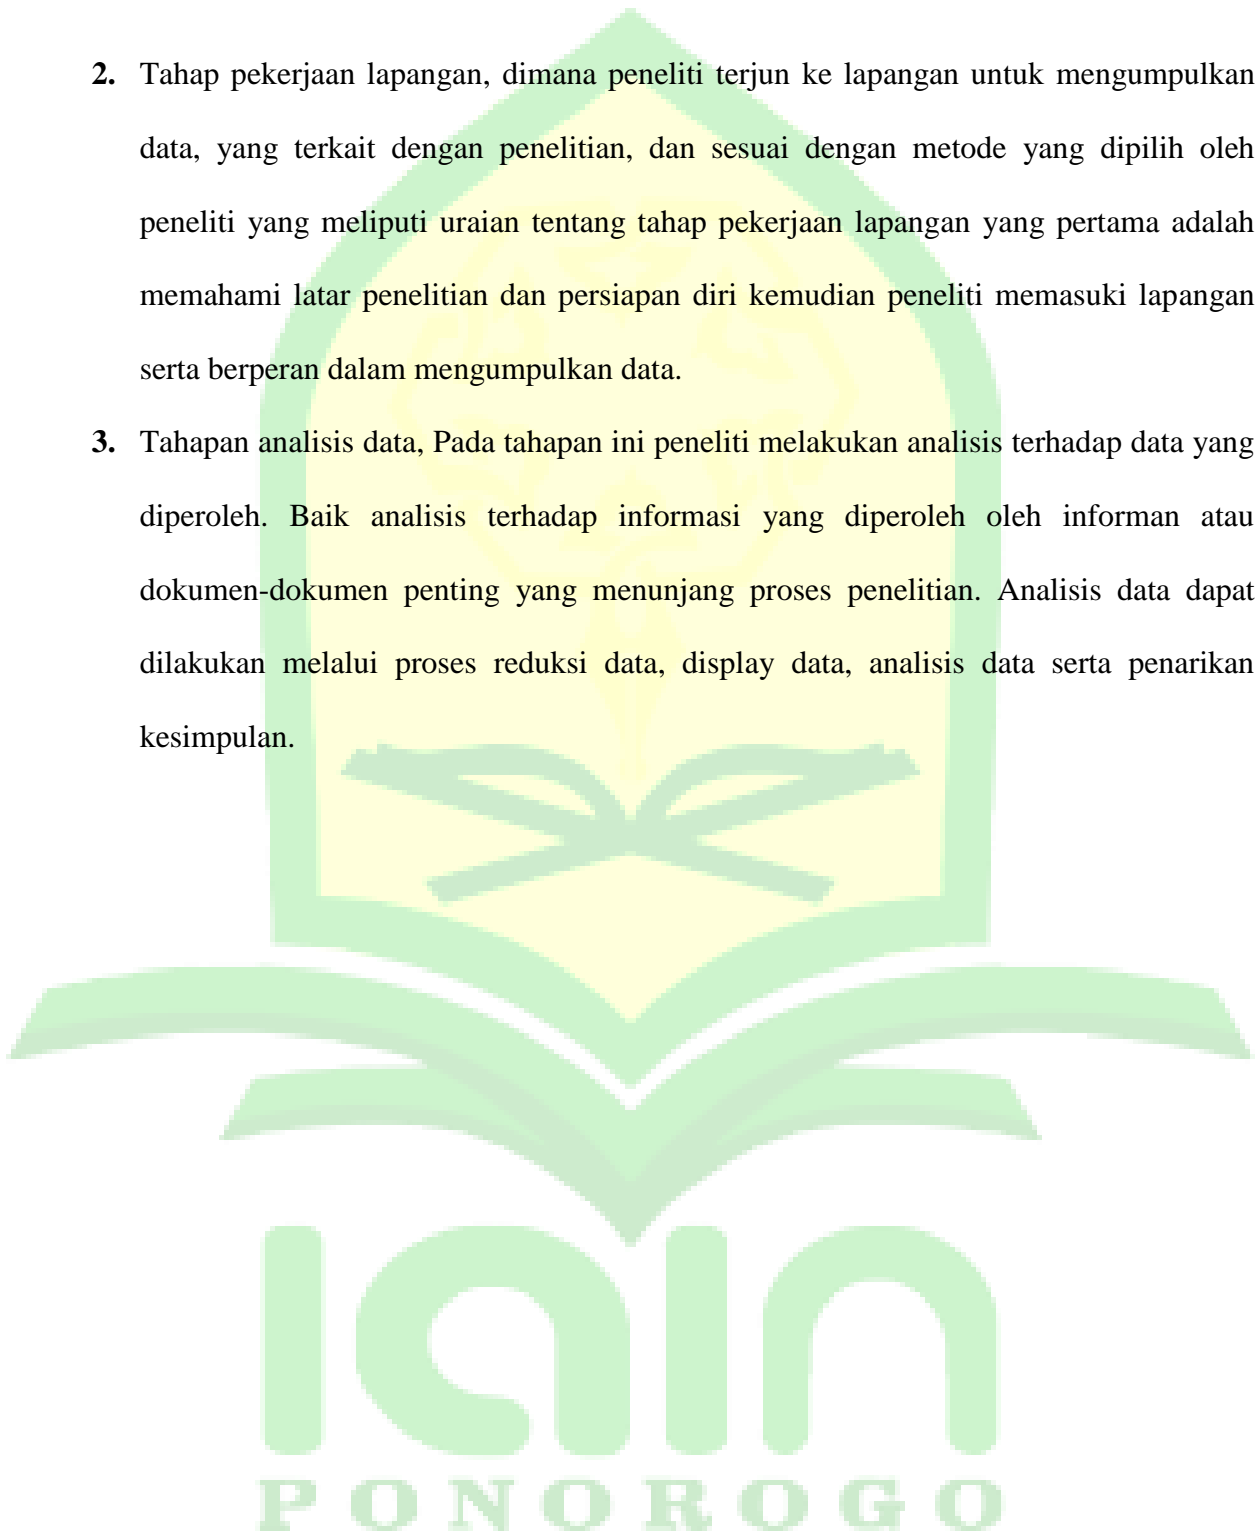 2. Tahap pekerjaan lapangan, dimana peneliti terjun ke lapangan untuk mengumpulkan
data, yang terkait dengan penelitian, dan sesuai dengan metode yang dipilih oleh
peneliti yang meliputi uraian tentang tahap pekerjaan lapangan yang pertama adalah
memahami latar penelitian dan persiapan diri kemudian peneliti memasuki lapangan
serta berperan dalam mengumpulkan data.
3. Tahapan analisis data, Pada tahapan ini peneliti melakukan analisis terhadap data yang
diperoleh. Baik analisis terhadap informasi yang diperoleh oleh informan atau
dokumen-dokumen penting yang menunjang proses penelitian. Analisis data dapat
dilakukan melalui proses reduksi data, display data, analisis data serta penarikan
kesimpulan.
iain
PONOROGO